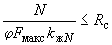 N / φF_макс k_жN ≤ R_c